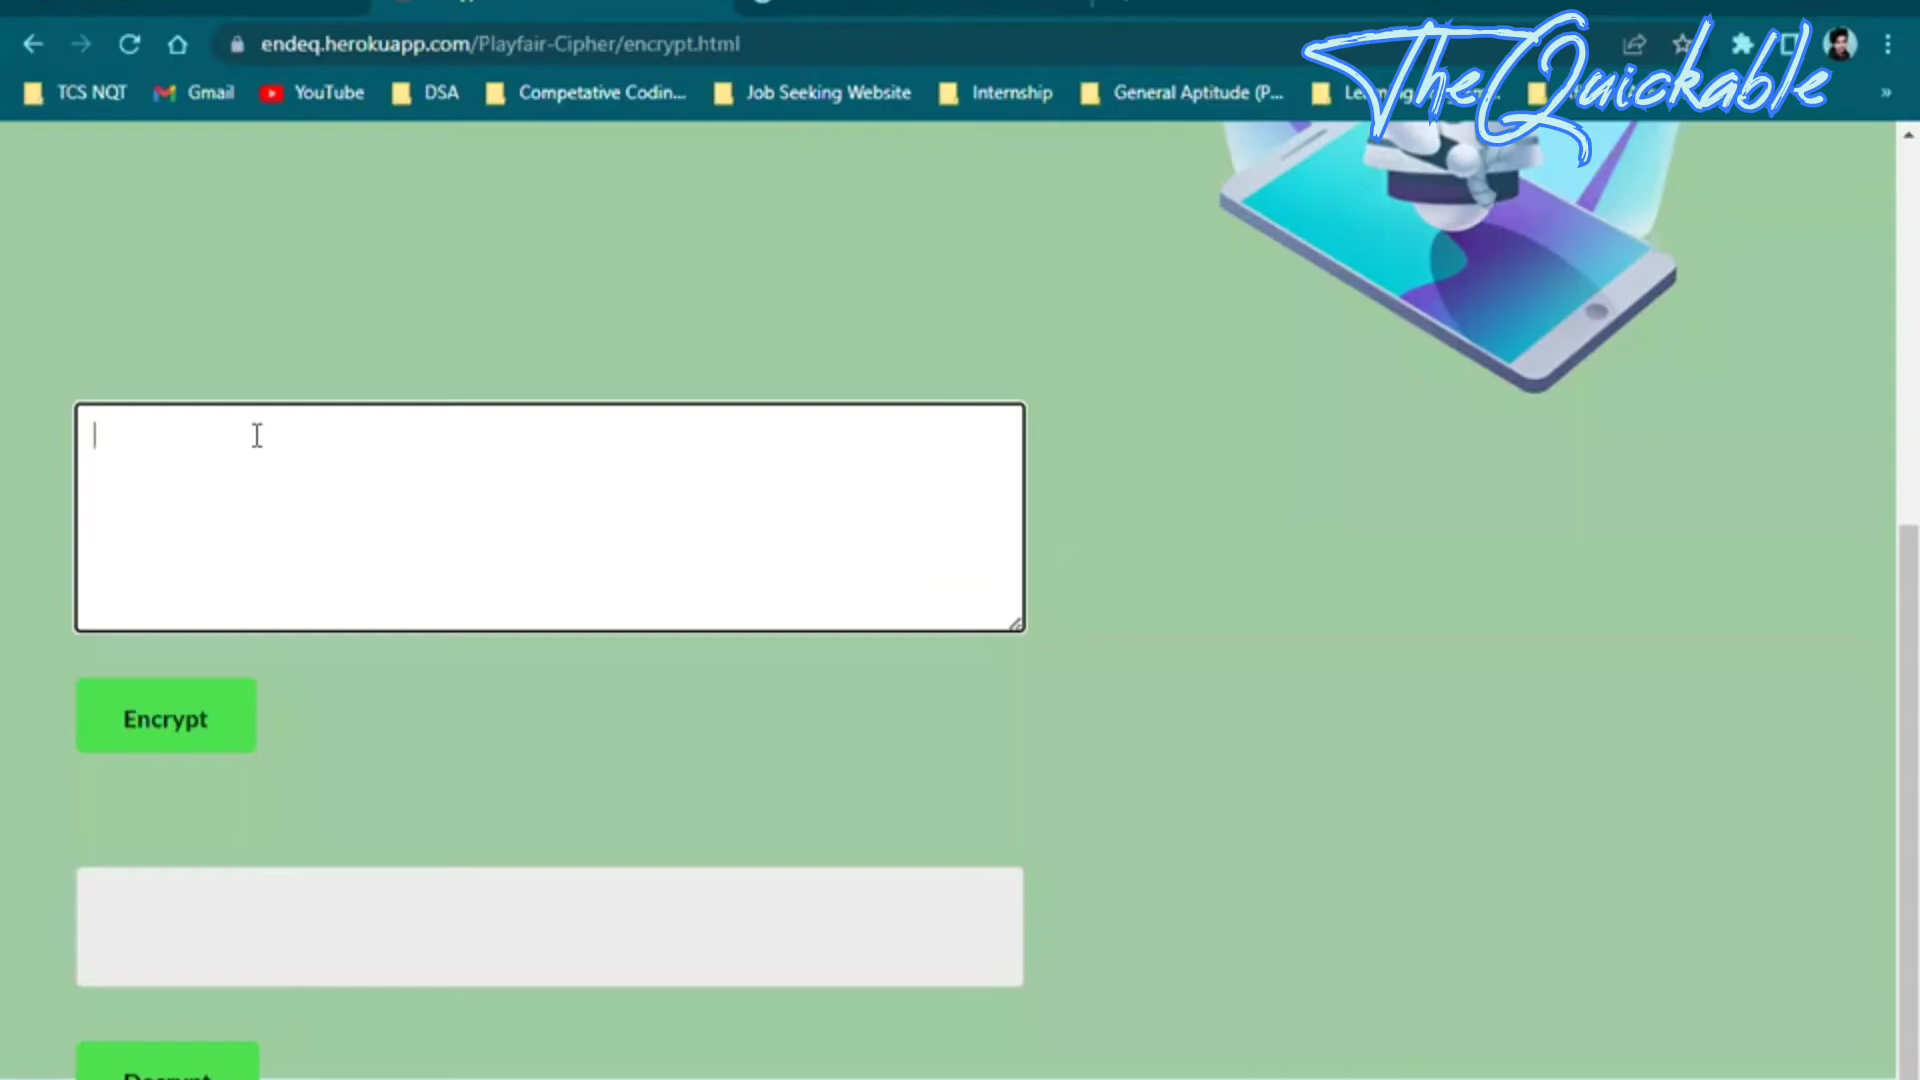 endeq.herokuapp.com/Playfair-Cipher/encrypt.html
TheQuickable
TCS NQT
Gmail
YouTube
DSA
Competative Codin...
Job Seeking Website
Internship
General Aptitude (P...
»
Encrypt
Decrypt